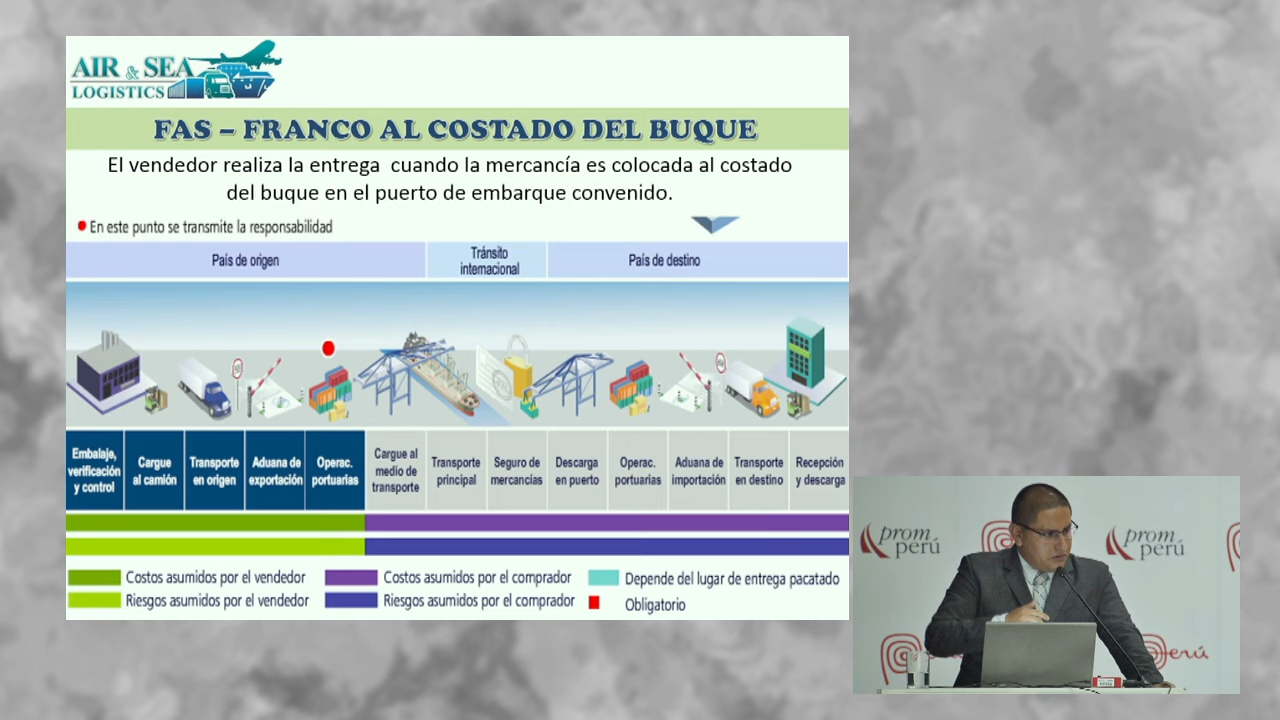 AIR & SEA
LOGISTICS
FAS – FRANCO AL COSTADO DEL BUQUE
El vendedor realiza la entrega cuando la mercancía es colocada al costado
del buque en el puerto de embarque convenido.
En este punto se transmite la responsabilidad
País de origen
Tránsito
internacional
País de destino
Embalaje,
verificación
y control
Cargue
al camión
Transporte
en origen
Aduana de
exportación
Operac.
portuarias
Cargue al
medio de
transporte
Transporte
principal
Seguro de
mercancías
Descarga
en puerto
Operac.
portuarias
Aduana de
importación
Transporte
en destino
Recepción
y descarga
Costos asumidos por el vendedor
Costos asumidos por el comprador
Depende del lugar de entrega pacatado
Riesgos asumidos por el vendedor
Riesgos asumidos por el comprador
Obligatorio
prom
perú
prom
perú